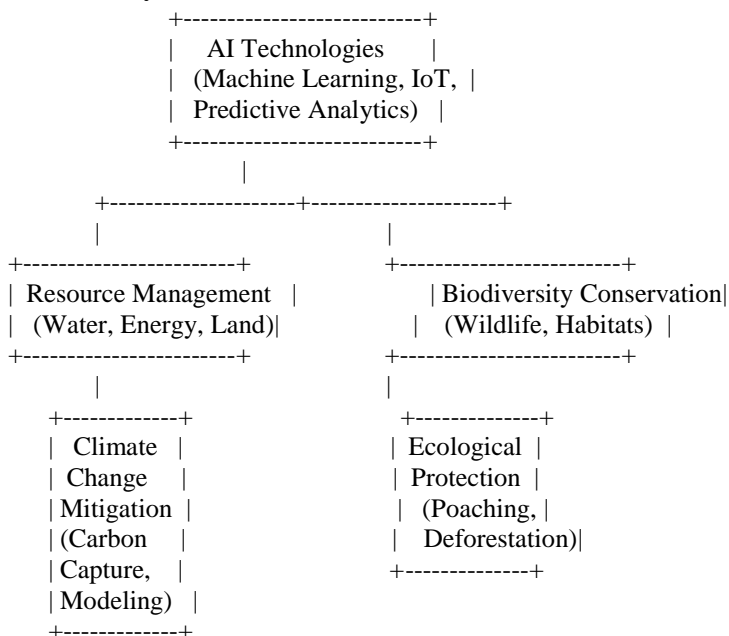 AI Technologies
(Machine Learning, IoT,
Predictive Analytics)
Resource Management
(Water, Energy, Land)
Biodiversity Conservation
(Wildlife, Habitats)
Climate
Change
Mitigation
(Carbon
Capture,
Modeling)
Ecological
Protection
(Poaching,
Deforestation)